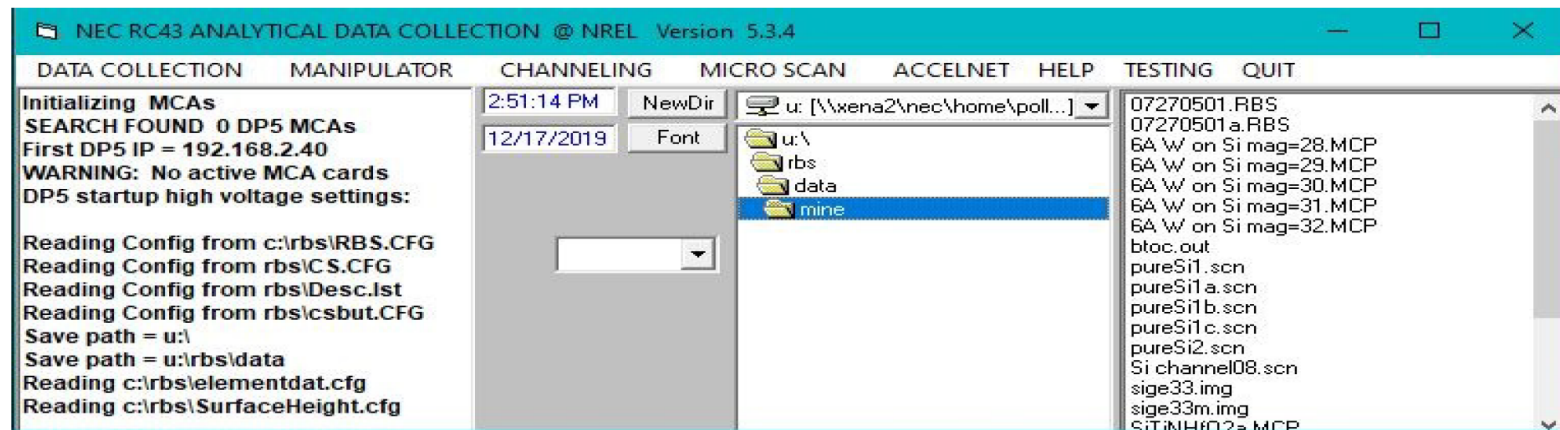 NEC RC43 ANALYTICAL DATA COLLECTION @ NREL Version 5.3.4
DATA COLLECTION MANIPULATOR CHANNELING MICRO SCAN ACCELNET HELP TESTING QUIT
Initializing MCAs
SEARCH FOUND 0 DP5 MCAs
First DP5 IP = 192.168.2.40
WARNING: No active MCA cards
DP5 startup high voltage settings:
Reading Config from c:\rbs\RBS.CFG
Reading Config from rbs\CS.CFG
Reading Config from rbs\Desc.lst
Reading Config from rbs\csbut.CFG
Save path = u:\
Save path = u:\rbs\data
Reading c:\rbs\elementdat.cfg
Reading c:\rbs\SurfaceHeight.cfg
2:51:14 PM NewDir
12/17/2019 Font
u: [\\xena2\nec\home\poll...]
u:\
rbs
data
mine
07270501.RBS
07270501a.RBS
6A W on Si mag=28.MCP
6A W on Si mag=29.MCP
6A W on Si mag=30.MCP
6A W on Si mag=31.MCP
6A W on Si mag=32.MCP
btoc.out
pureSi1.scn
pureSi1a.scn
pureSi1b.scn
pureSi1c.scn
pureSi2.scn
Si channel08.scn
sige33.img
sige33m.img
SiTiNHfO2a.MCP